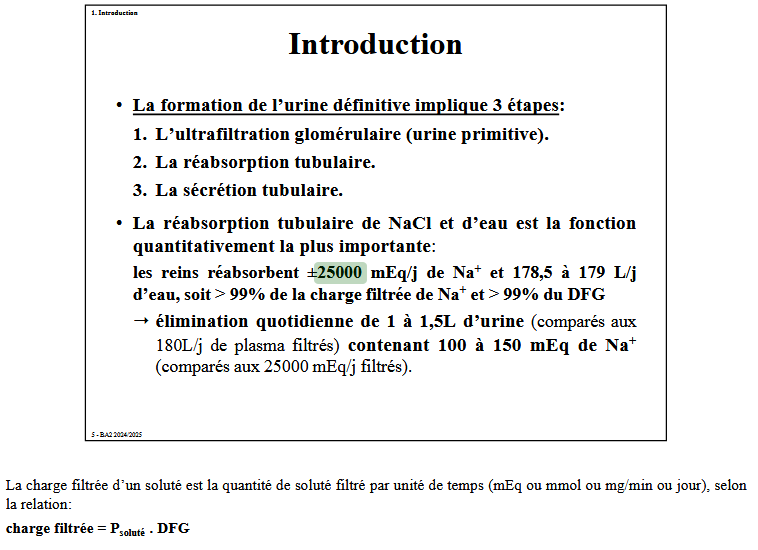 1. Introduction
Introduction
• La formation de l’urine définitive implique 3 étapes:
1. L’ultrafiltration glomérulaire (urine primitive).
2. La réabsorption tubulaire.
3. La sécrétion tubulaire.
• La réabsorption tubulaire de NaCl et d’eau est la fonction
quantitativement la plus importante:
les reins réabsorbent ±25000 mEq/j de Na⁺ et 178,5 à 179 L/j
d’eau, soit > 99% de la charge filtrée de Na⁺ et > 99% du DFG
→ élimination quotidienne de 1 à 1,5L d’urine (comparés aux
180L/j de plasma filtrés) contenant 100 à 150 mEq de Na⁺
(comparés aux 25000 mEq/j filtrés).
5 - BA2 2024/2025
La charge filtrée d’un soluté est la quantité de soluté filtré par unité de temps (mEq ou mmol ou mg/min ou jour), selon
la relation:
charge filtrée = Psoluté . DFG